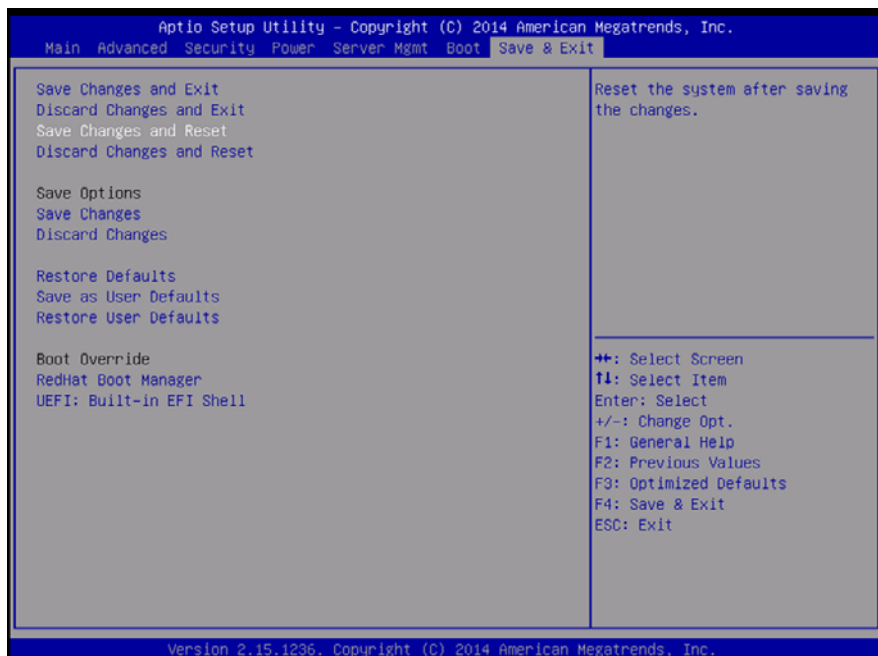 Aptio Setup Utility – Copyright (C) 2014 American Megatrends, Inc.
Main Advanced Security Power Server Mgmt Boot Save & Exit
Save Changes and Exit
Discard Changes and Exit
Save Changes and Reset
Discard Changes and Reset
Save Options
Save Changes
Discard Changes
Restore Defaults
Save as User Defaults
Restore User Defaults
Boot Override
RedHat Boot Manager
UEFI: Built-in EFI Shell
Reset the system after saving
the changes.
→←: Select Screen
↑↓: Select Item
Enter: Select
+/-: Change Opt.
F1: General Help
F2: Previous Values
F3: Optimized Defaults
F4: Save & Exit
ESC: Exit
Version 2.15.1236. Copyright (C) 2014 American Megatrends, Inc.